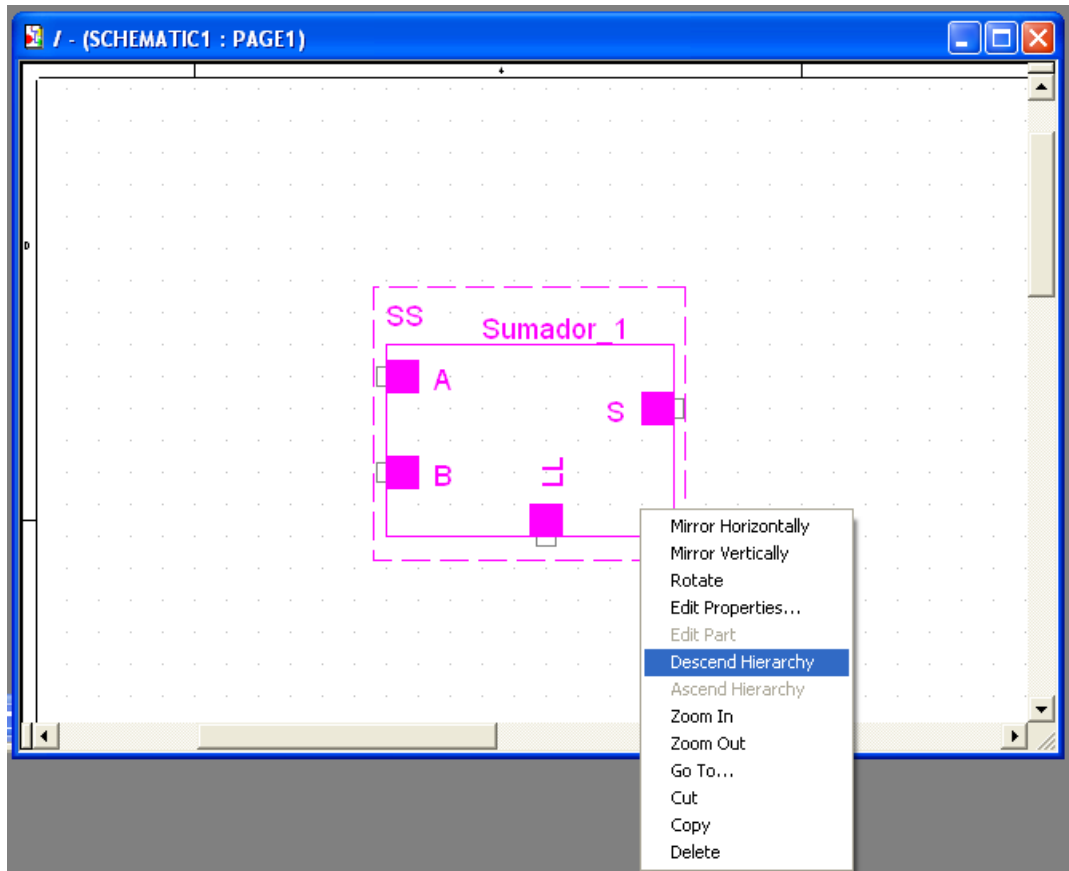 / - (SCHEMATIC1 : PAGE1)
4
D
SS
Sumador_1
A
S
B
LL
Mirror Horizontally
Mirror Vertically
Rotate
Edit Properties...
Edit Part
Descend Hierarchy
Ascend Hierarchy
Zoom In
Zoom Out
Go To...
Cut
Copy
Delete